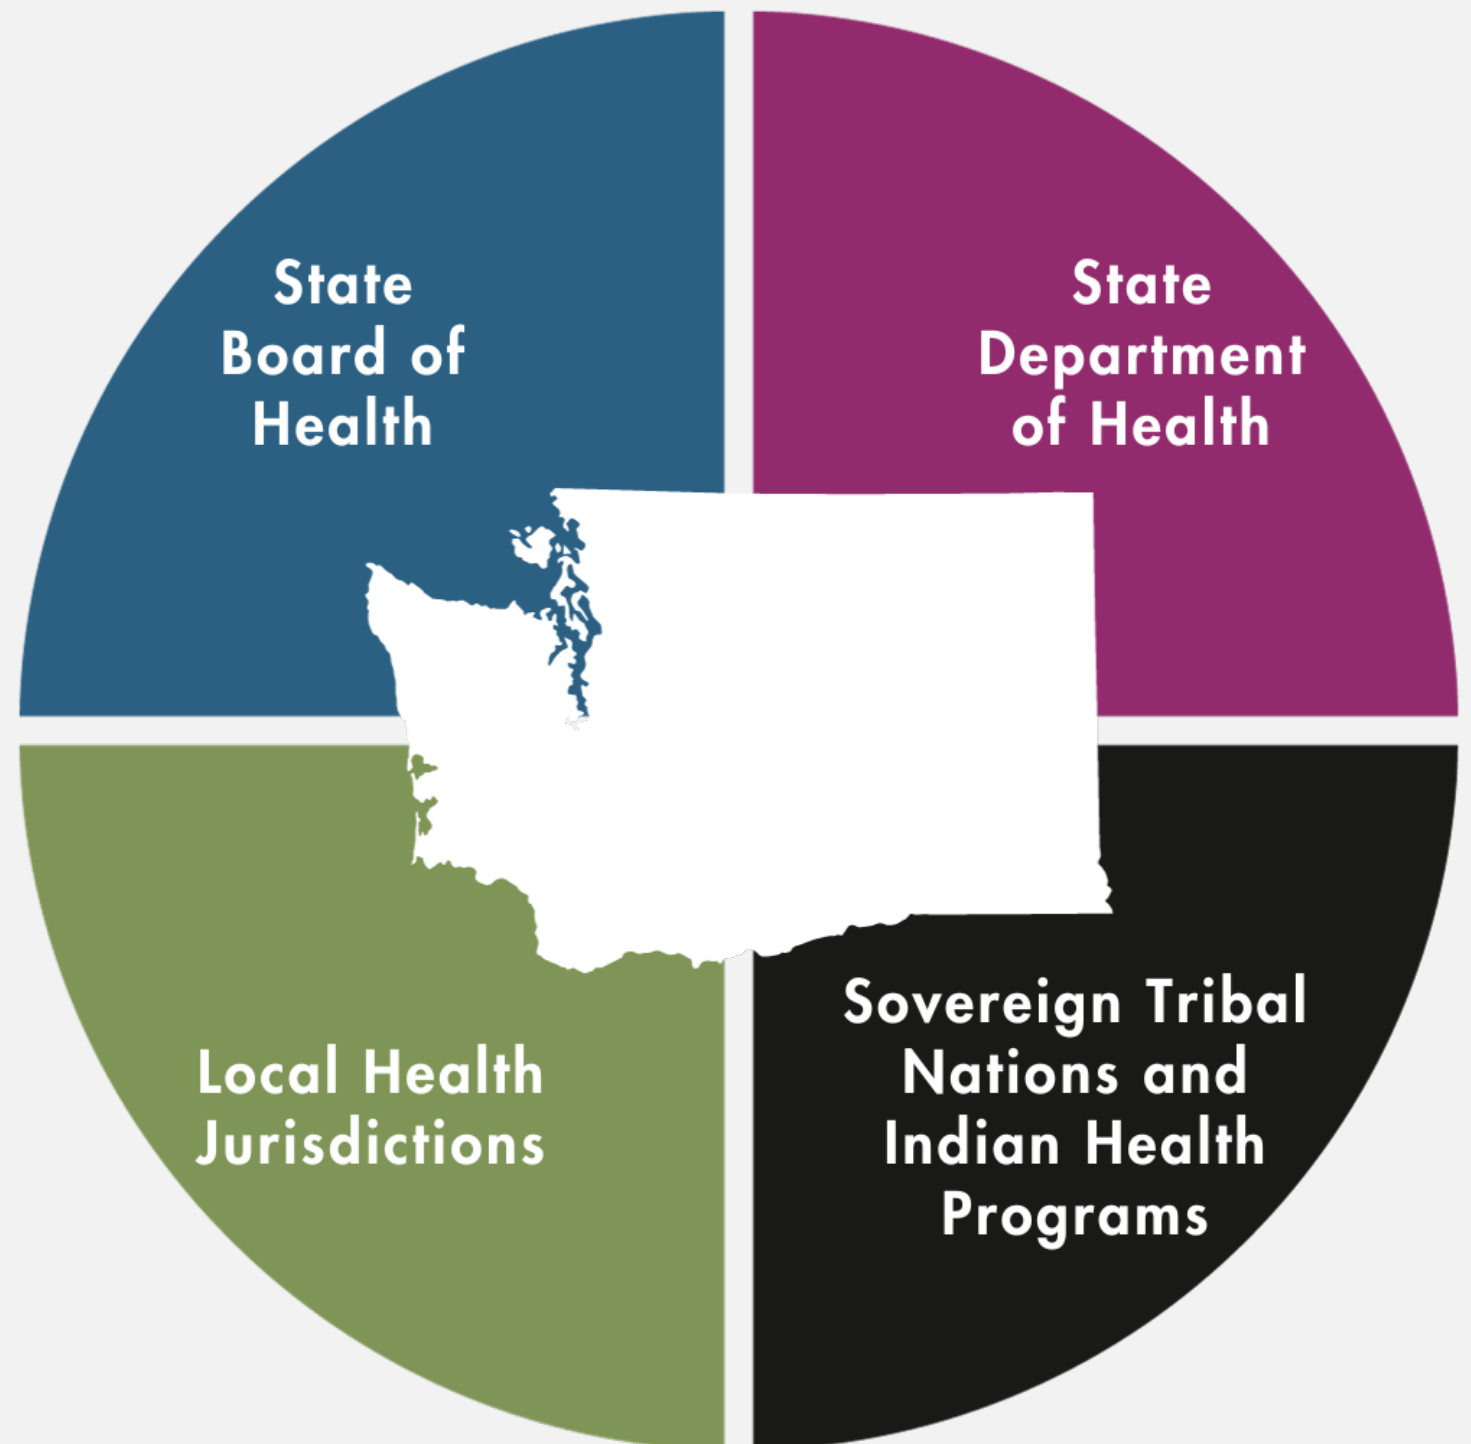 State
Board of
Health
State
Department
of Health
Local Health
Jurisdictions
Sovereign Tribal
Nations and
Indian Health
Programs